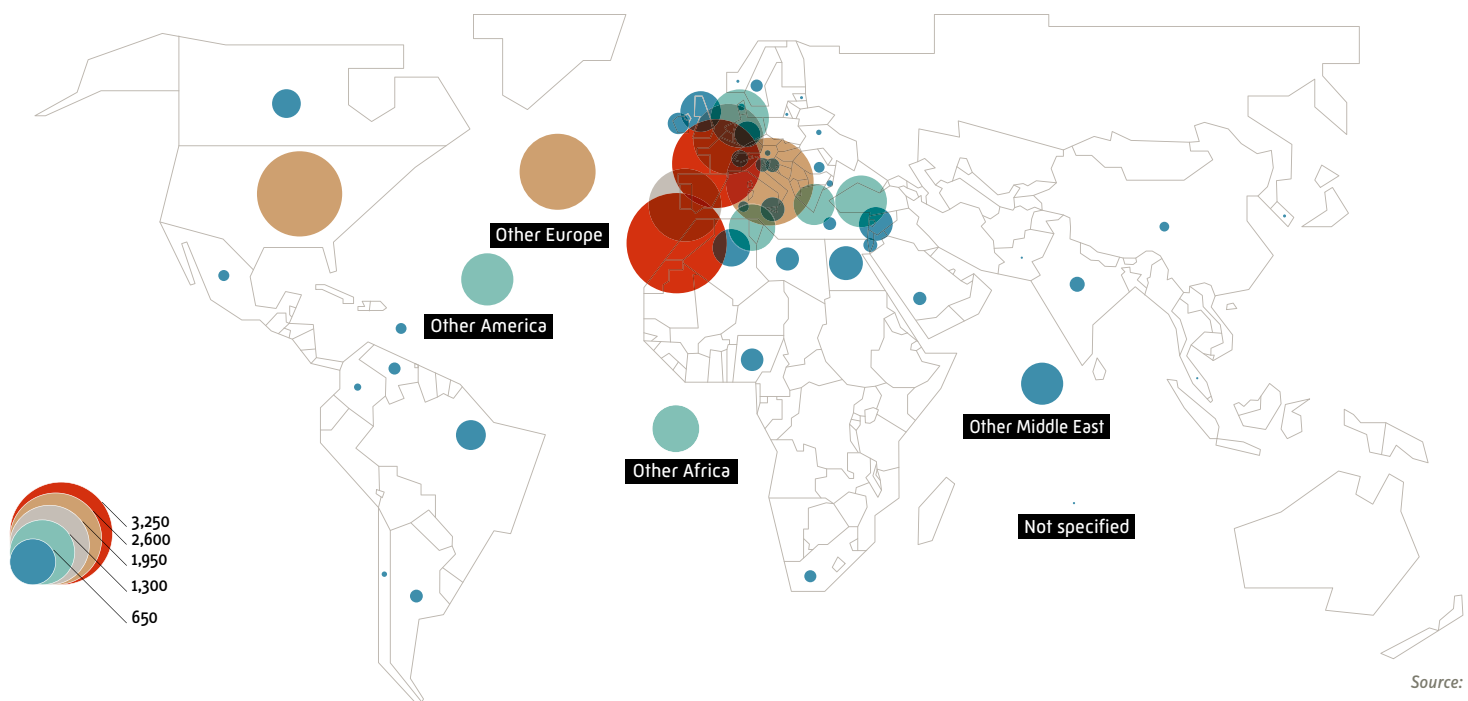 Other Europe
Other America
Other Middle East
Other Africa
3,250
2,600
1,950
1,300
650
Not specified
Source: